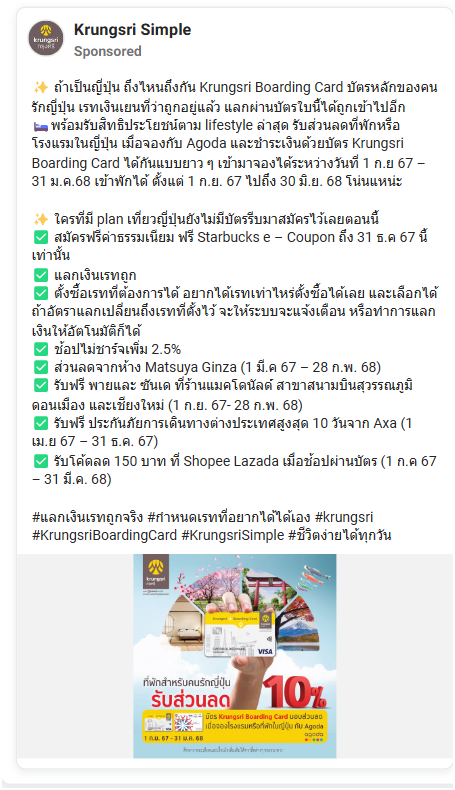 Krungsri Simple
Sponsored
✨ ถ้าเป็นญี่ปุ่น ถึงไหนถึงกัน Krungsri Boarding Card บัตรหลักของคน
รักญี่ปุ่น เรทเงินเยนที่ว่าถูกอยู่แล้ว แลกผ่านบัตรใบนี้ได้ถูกเข้าไปอีก
🛏️ พร้อมรับสิทธิประโยชน์ตาม lifestyle ล่าสุด รับส่วนลดที่พักหรือ
โรงแรมในญี่ปุ่น เมื่อจองกับ Agoda และชำระเงินด้วยบัตร Krungsri
Boarding Card ได้กันแบบยาว ๆ เข้ามาจองได้ระหว่างวันที่ 1 ก.ย 67 –
31 ม.ค.68 เข้าพักได้ ตั้งแต่ 1 ก.ย. 67 ไปถึง 30 มิ.ย. 68 โน่นแหน่ะ
✨ ใครที่มี plan เที่ยวญี่ปุ่นยังไม่มีบัตรรีบมาสมัครไว้เลยตอนนี้
✅ สมัครฟรีค่าธรรมเนียม ฟรี Starbucks e – Coupon ถึง 31 ธ.ค 67 นี้
เท่านั้น
✅ แลกเงินเรทถูก
✅ ตั้งซื้อเรทที่ต้องการได้ อยากได้เรทเท่าไหร่ตั้งซื้อได้เลย และเลือกได้
ถ้าอัตราแลกเปลี่ยนถึงเรทที่ตั้งไว้ จะให้ระบบจะแจ้งเตือน หรือทำการแลก
เงินให้อัตโนมัติก็ได้
✅ ช้อปไม่ชาร์จเพิ่ม 2.5%
✅ ส่วนลดจากห้าง Matsuya Ginza (1 มี.ค 67 – 28 ก.พ. 68)
✅ รับฟรี พายและ ซันเด ที่ร้านแมคโดนัลด์ สาขาสนามบินสุวรรณภูมิ
ดอนเมือง และเชียงใหม่ (1 ก.ย. 67- 28 ก.พ. 68)
✅ รับฟรี ประกันภัยการเดินทางต่างประเทศสูงสุด 10 วันจาก Axa (1
เม.ย 67 – 31 ธ.ค. 67)
✅ รับโค้ดลด 150 บาท ที่ Shopee Lazada เมื่อช้อปผ่านบัตร (1 ก.ค 67
– 31 มี.ค. 68)
#แลกเงินเรทถูกจริง #กำหนดเรทที่อยากได้ได้เอง #krungsri
#KrungsriBoardingCard #KrungsriSimple #ชีวิตง่ายได้ทุกวัน
krungsri
กรุงศรี
Krungsri Boarding Card
VISA
ที่พักสำหรับคนรักญี่ปุ่น
รับส่วนลด 10%
บัตร Krungsri Boarding Card มอบส่วนลด
เมื่อจองโรงแรมหรือที่พักในญี่ปุ่น กับ Agoda
1 ก.ย. 67 - 31 ม.ค. 68
agoda